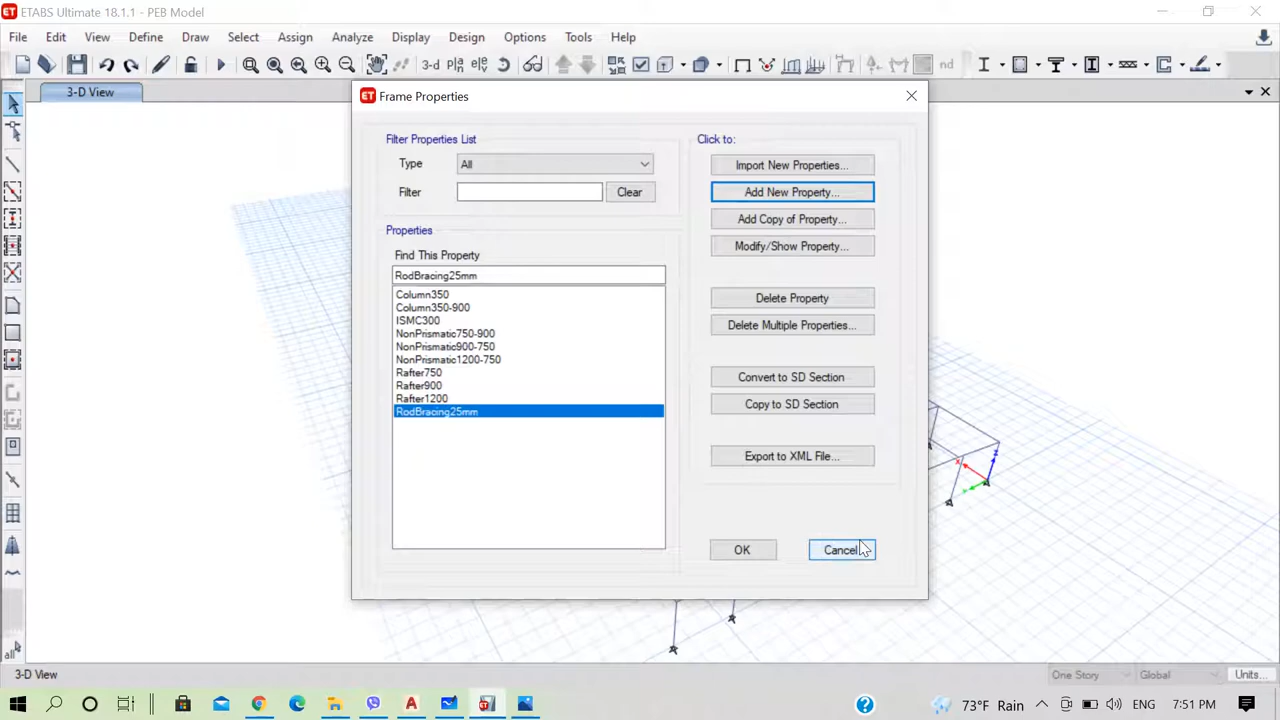 ETABS Ultimate 18.1.1 - PEB Model
File Edit View Define Draw Select Assign Analyze Display Design Options Tools Help
3-d
nd
3-D View
Frame Properties
Filter Properties List
Type
All
Filter
Clear
Properties
Find This Property
RodBracing25mm
Column350
Column350-900
ISMC300
NonPrismatic750-900
NonPrismatic900-750
NonPrismatic1200-750
Rafter750
Rafter900
Rafter1200
RodBracing25mm
Click to:
Import New Properties...
Add New Property...
Add Copy of Property...
Modify/Show Property...
Delete Property
Delete Multiple Properties...
Convert to SD Section
Copy to SD Section
Export to XML File...
OK
Cancel
all
3-D View
One Story
Global
Units...
73°F Rain
ENG
7:51 PM